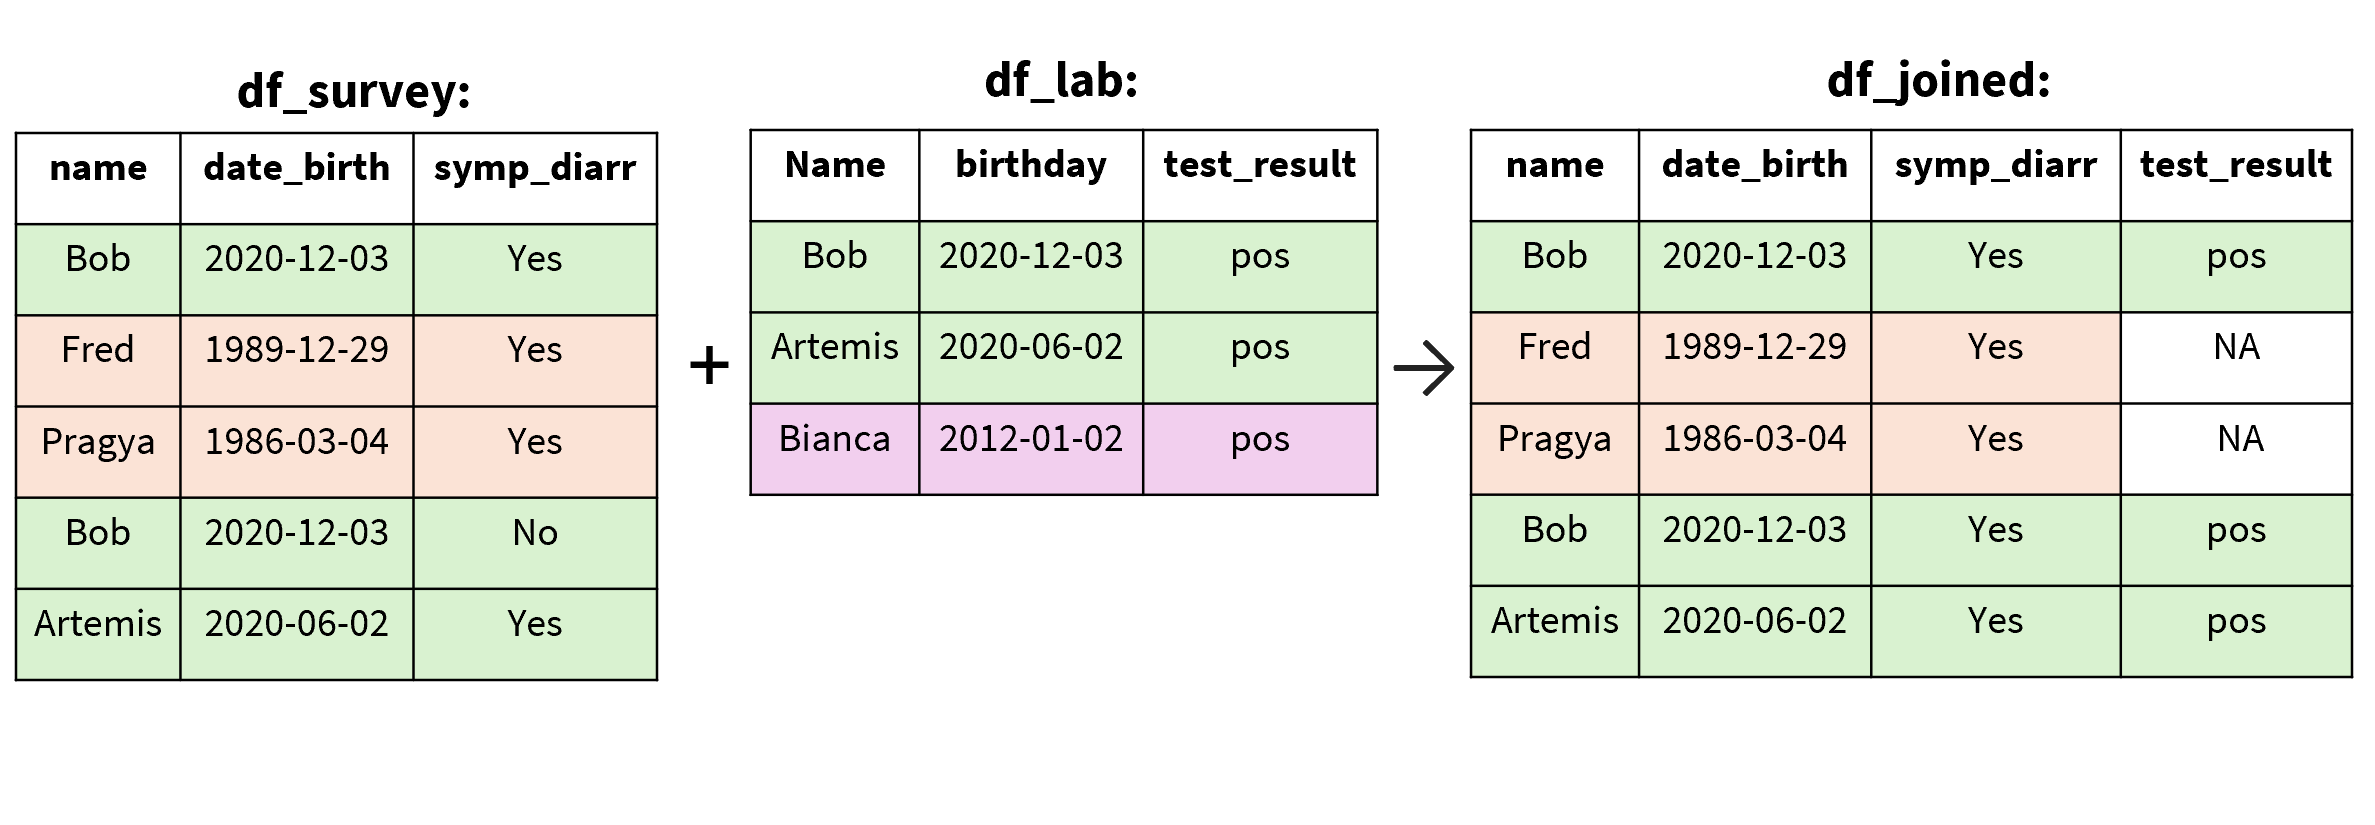 df_survey:
name date_birth symp_diarr
Bob 2020-12-03 Yes
Fred 1989-12-29 Yes
Pragya 1986-03-04 Yes
Bob 2020-12-03 No
Artemis 2020-06-02 Yes
+
df_lab:
Name birthday test_result
Bob 2020-12-03 pos
Artemis 2020-06-02 pos
Bianca 2012-01-02 pos
→
df_joined:
name date_birth symp_diarr test_result
Bob 2020-12-03 Yes pos
Fred 1989-12-29 Yes NA
Pragya 1986-03-04 Yes NA
Bob 2020-12-03 Yes pos
Artemis 2020-06-02 Yes pos